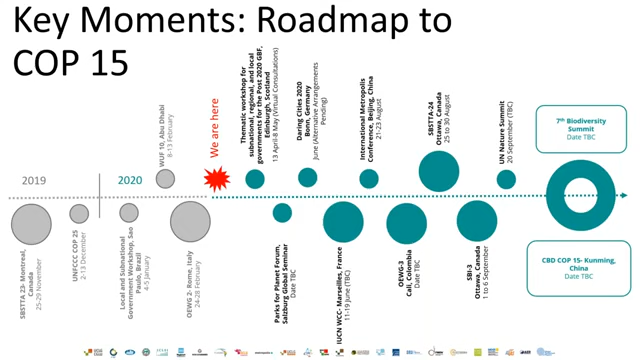 Key Moments: Roadmap to
COP 15
2019
2020
SBSTTA 23- Montreal,
Canada
25-29 November
UNFCCC COP 25
2-13 December
Local and Subnational
Government Workshop, Sao
Paulo, Brazil
4-5 January
WUF 10, Abu Dhabi
8-13 February
OEWG 2- Rome, Italy
24-28 February
We are here
Thematic workshop for
subnational, regional, and local
governments for the Post 2020 GBF,
Edinburgh, Scotland
13 April-8 May (Virtual Consultations)
Parks for Planet Forum,
Salzburg Global Seminar
Date TBC
Daring Cities 2020
Bonn, Germany
June (Alternative Arrangements
Pending)
IUCN WCC- Marseilles, France
11-19 June (TBC)
International Metropolis
Conference, Beijing, China
21-23 August
OEWG-3
Cali, Colombia
Date TBC
SBSTTA-24
Ottawa, Canada
25 to 30 August
SBI-3
Ottawa, Canada
1 to 6 September
UN Nature Summit
20 September (TBC)
7th Biodiversity
Summit
Date TBC
CBD COP 15- Kunming,
China
Date TBC